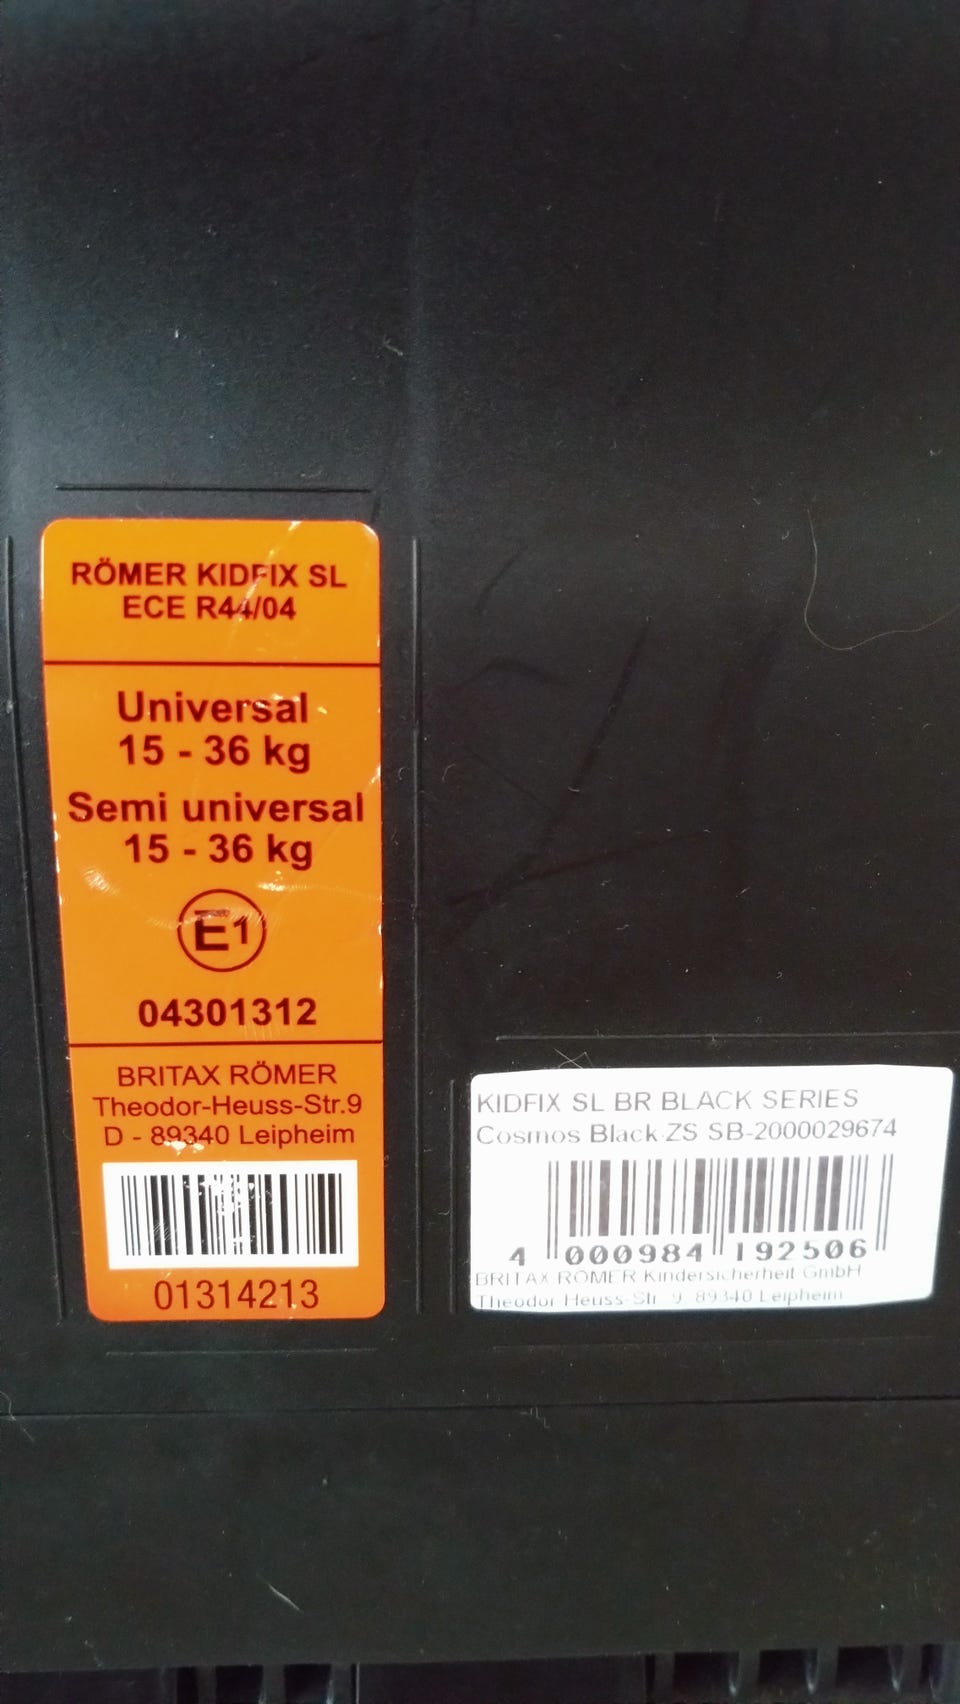 RÖMER KIDFIX SL
ECE R44/04
Universal
15 - 36 kg
Semi universal
15 - 36 kg
E1
04301312
BRITAX RÖMER
Theodor-Heuss-Str.9
D - 89340 Leipheim
01314213
KIDFIX SL BR BLACK SERIES
Cosmos Black ZS SB-2000029674
4 000984 192506
BRITAX RÖMER Kindersicherheit GmbH
Theodor Heuss-Str. 9, 89340 Leipheim